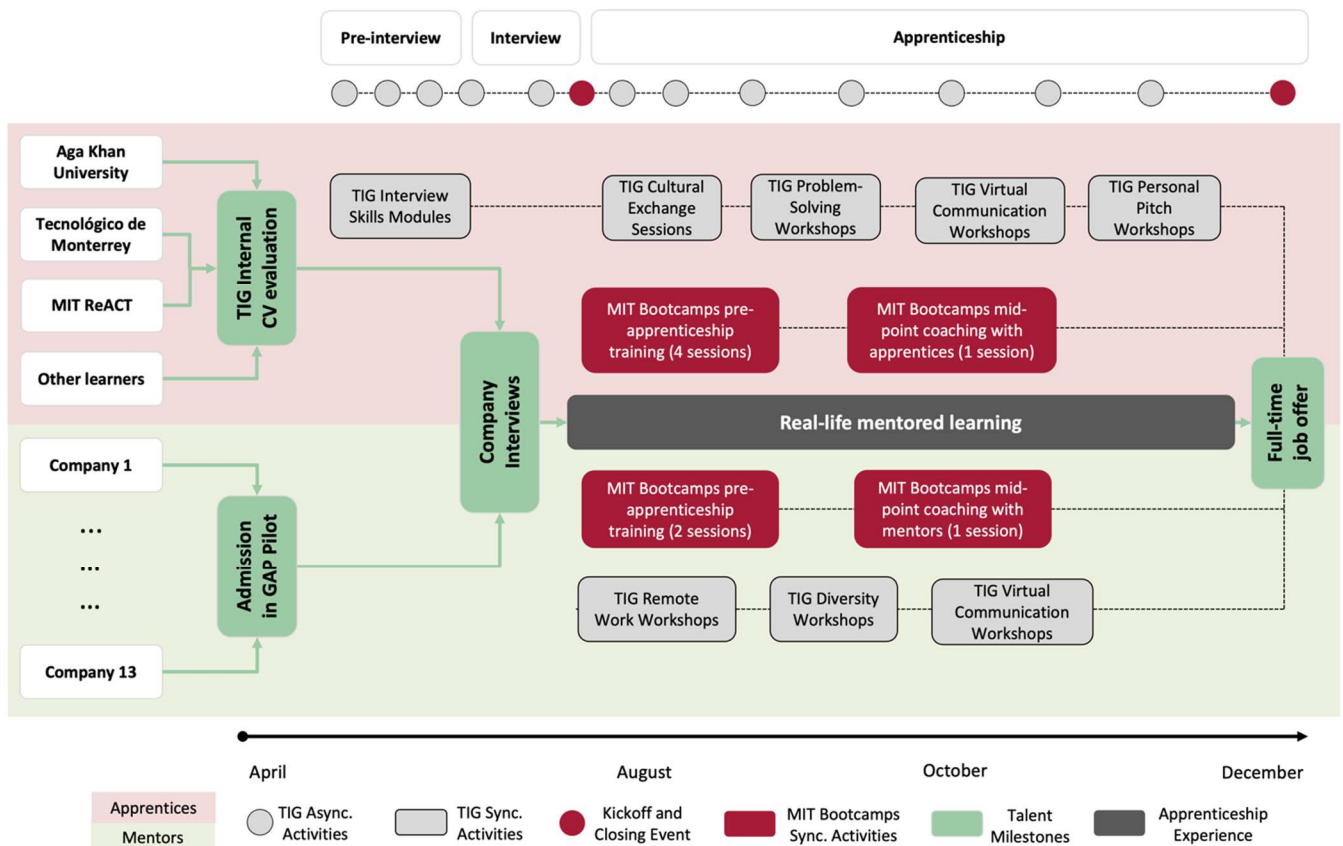 Pre-interview
Interview
Apprenticeship
Aga Khan
University
Tecnológico de
Monterrey
MIT ReACT
Other learners
TIG Internal
CV evaluation
TIG Interview
Skills Modules
TIG Cultural
Exchange
Sessions
TIG Problem-
Solving
Workshops
TIG Virtual
Communication
Workshops
TIG Personal
Pitch
Workshops
MIT Bootcamps pre-
apprenticeship
training (4 sessions)
MIT Bootcamps mid-
point coaching with
apprentices (1 session)
Company
Interviews
Real-life mentored learning
Full-time
job offer
Company 1
...
...
...
Company 13
Admission
in GAP Pilot
MIT Bootcamps pre-
apprenticeship
training (2 sessions)
MIT Bootcamps mid-
point coaching with
mentors (1 session)
TIG Remote
Work Workshops
TIG Diversity
Workshops
TIG Virtual
Communication
Workshops
April
August
October
December
Apprentices
Mentors
TIG Async.
Activities
TIG Sync.
Activities
Kickoff and
Closing Event
MIT Bootcamps
Sync. Activities
Talent
Milestones
Apprenticeship
Experience